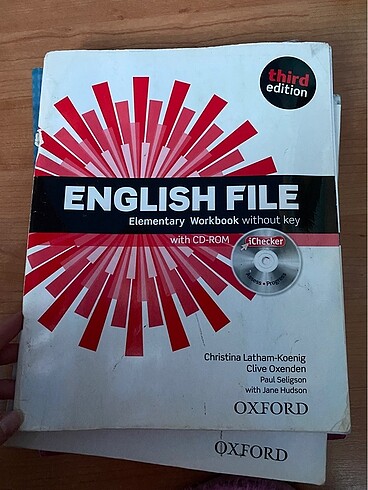 third
edition
ENGLISH FILE
Elementary Workbook without key
with CD-ROM
iChecker
Progress
Christina Latham-Koenig
Clive Oxenden
Paul Seligson
with Jane Hudson
OXFORD
OXFORD